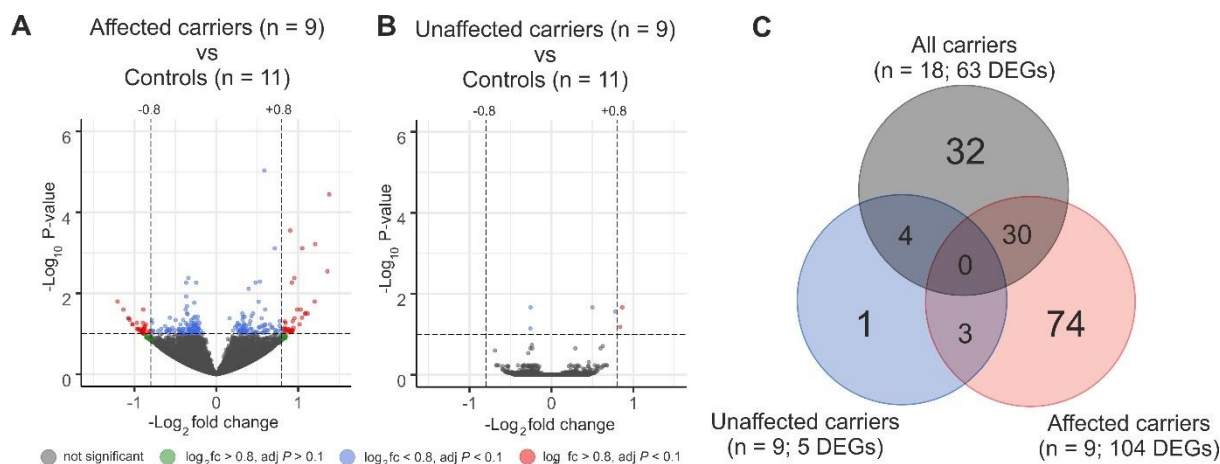 A
Affected carriers (n = 9)
vs
Controls (n = 11)
-0.8
+0.8
6
4
2
0
-Log10 P-value
-1
0
1
-Log2 fold change
B
Unaffected carriers (n = 9)
vs
Controls (n = 11)
-0.8
+0.8
6
4
2
0
-Log10 P-value
-1
0
1
-Log2 fold change
not significant
log2fc > 0.8, adj P > 0.1
log2fc < 0.8, adj P < 0.1
log fc > 0.8, adj P < 0.1
C
All carriers
(n = 18; 63 DEGs)
32
4
30
0
1
3
74
Unaffected carriers
(n = 9; 5 DEGs)
Affected carriers
(n = 9; 104 DEGs)